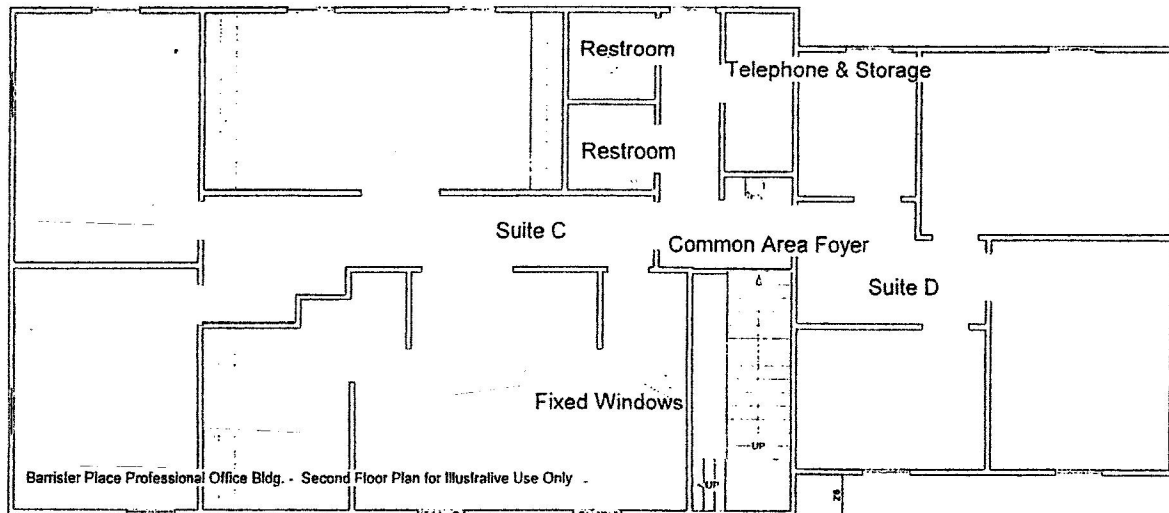 Restroom
Telephone & Storage
Restroom
Suite C
Common Area Foyer
Suite D
Fixed Windows
UP
Barrister Place Professional Office Bldg. - Second Floor Plan for Illustrative Use Only
UP